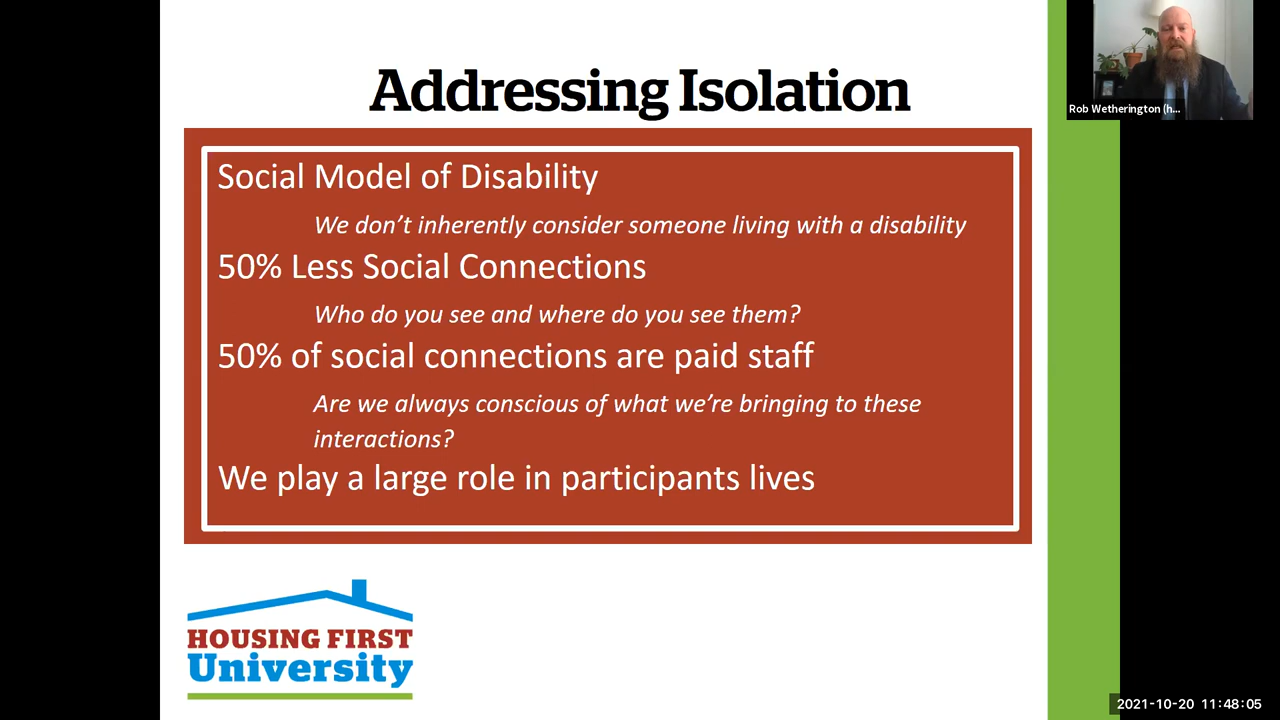 Addressing Isolation
Rob Wetherington (h...
Social Model of Disability
We don't inherently consider someone living with a disability
50% Less Social Connections
Who do you see and where do you see them?
50% of social connections are paid staff
Are we always conscious of what we're bringing to these
interactions?
We play a large role in participants lives
HOUSING FIRST
University
2021-10-20 11:48:05